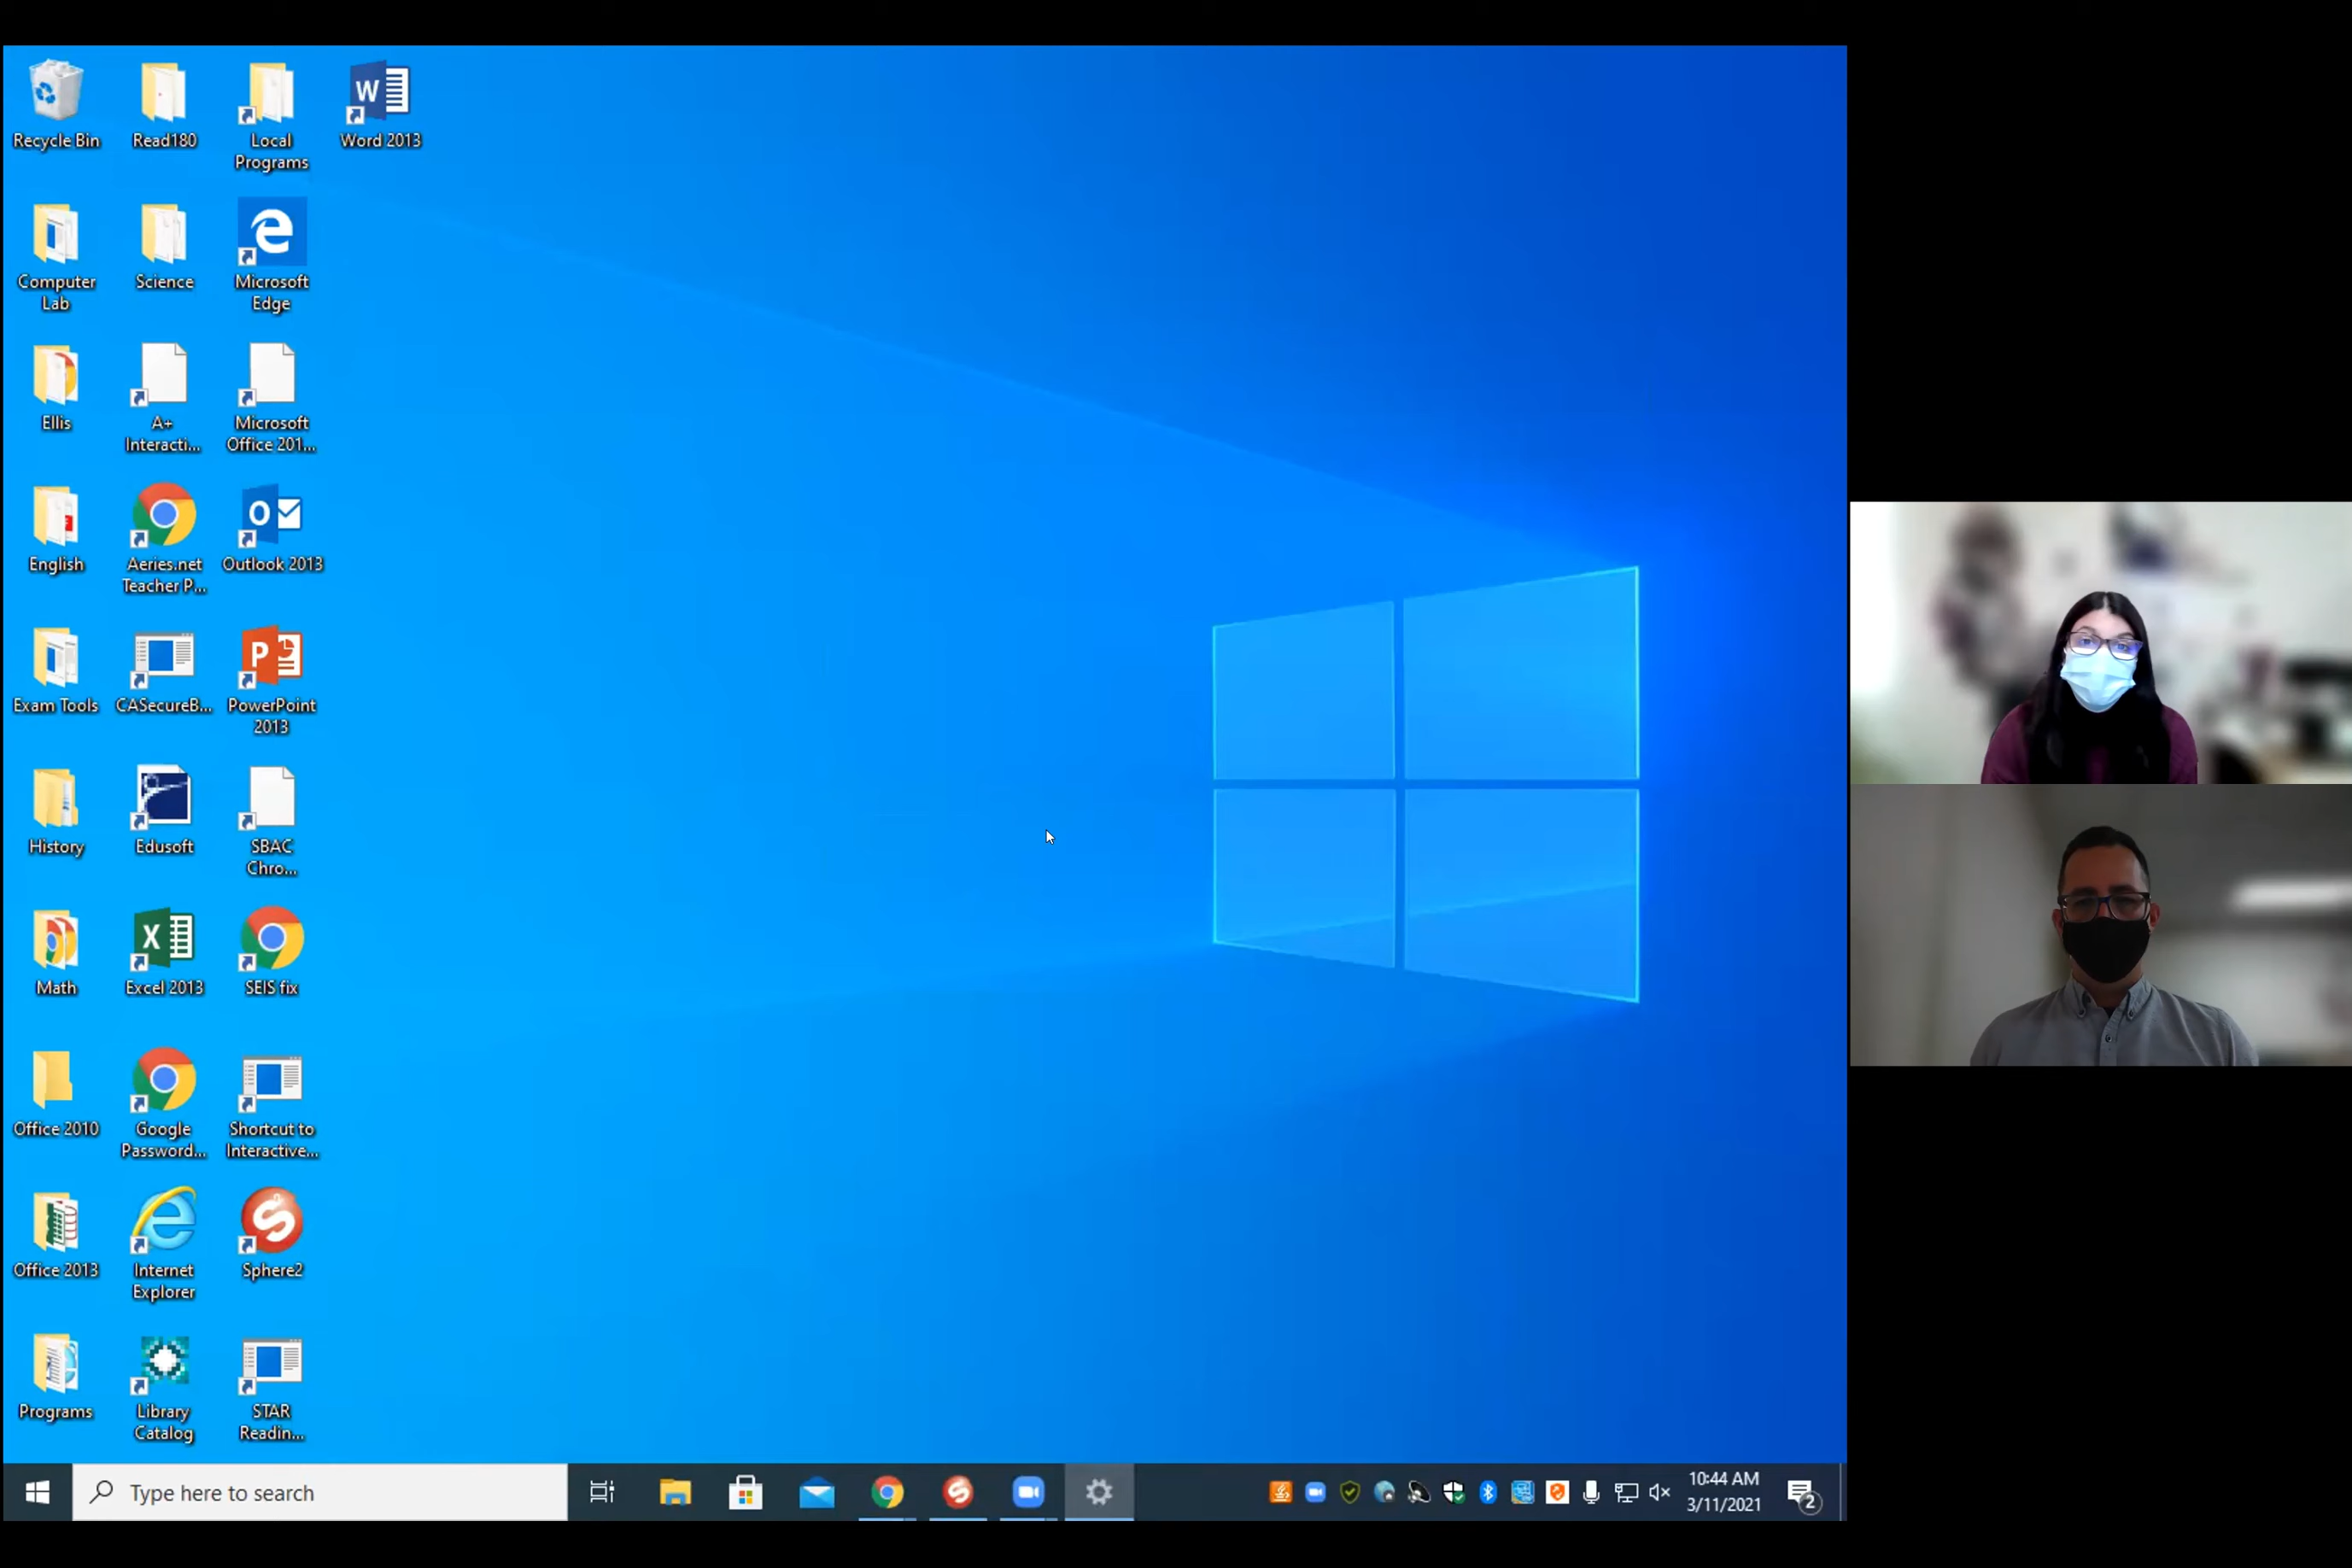 Recycle Bin
Read180
Local
Programs
W
Word 2013
Computer
Lab
Science
Microsoft
Edge
Ellis
A+
Interacti...
Microsoft
Office 201...
English
Aeries.net
Teacher P...
O
Outlook 2013
Exam Tools
CASecureB...
P
PowerPoint
2013
History
Edusoft
SBAC
Chro...
Math
X
Excel 2013
SEIS fix
Office 2010
Google
Password...
Shortcut to
Interactive...
Office 2013
Internet
Explorer
Sphere2
Programs
Library
Catalog
STAR
Readin...
Type here to search
10:44 AM
3/11/2021
2